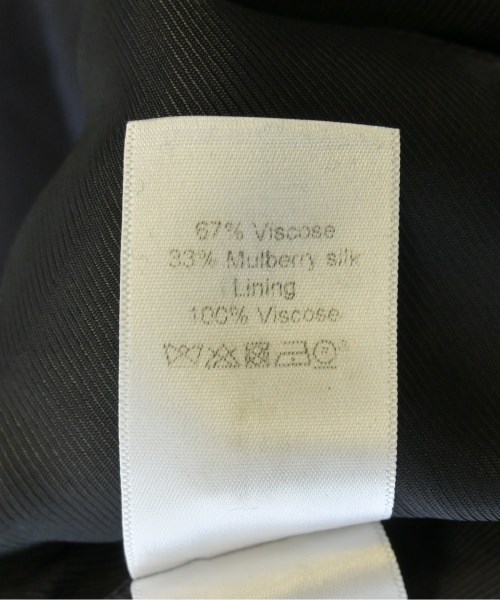 67% Viscose
33% Mulberry silk
Lining
100% Viscose